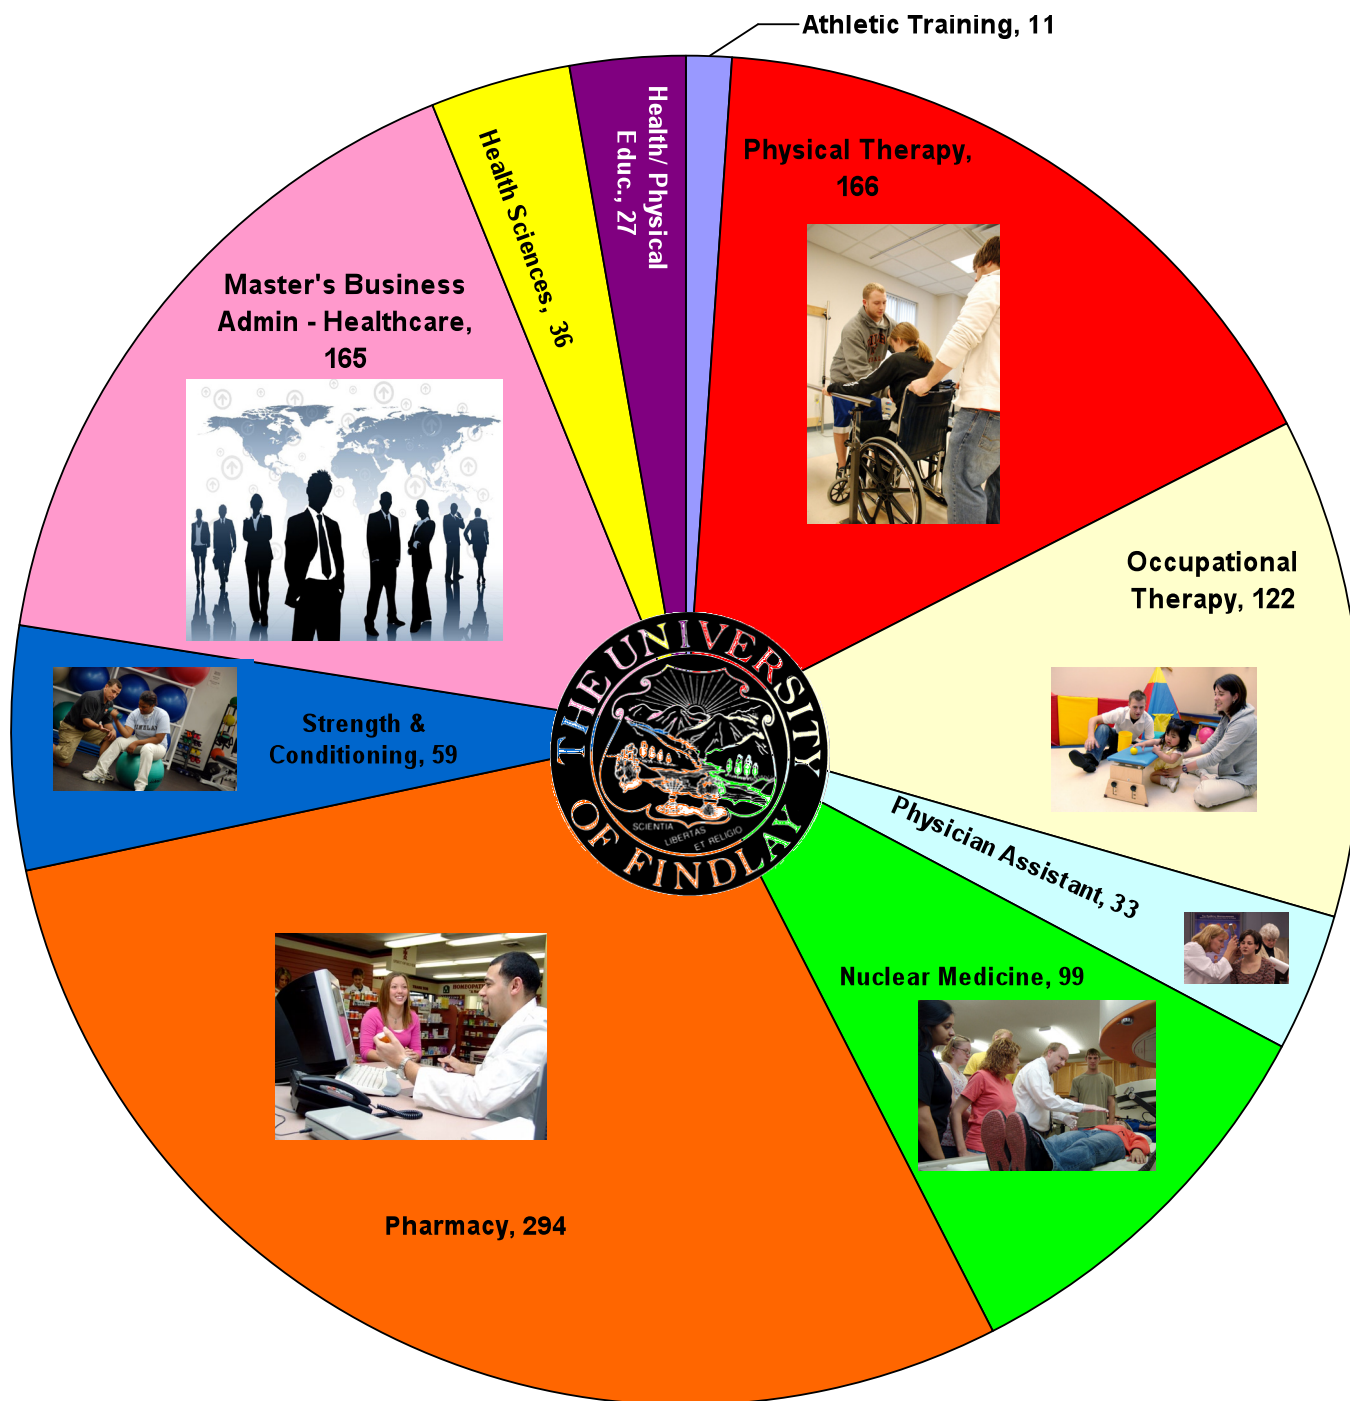 Athletic Training, 11
Physical Therapy,
166
Occupational
Therapy, 122
Physician Assistant, 33
Nuclear Medicine, 99
Pharmacy, 294
Strength &
Conditioning, 59
Master's Business
Admin - Healthcare,
165
Health Sciences, 36
Health/ Physical
Educ., 27
THE UNIVERSITY
OF FINDLAY
SCIENTIA
LIBERTAS
ET RELIGIO